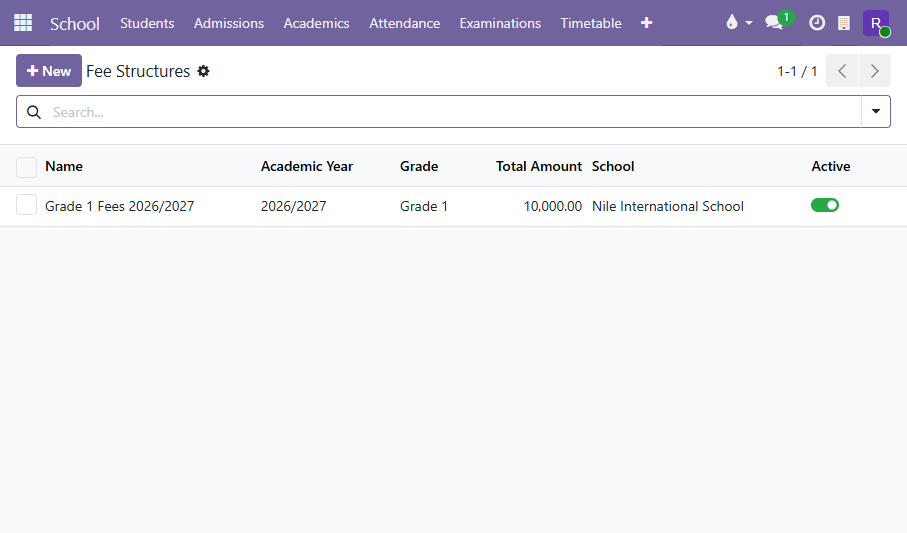 School Students Admissions Academics Attendance Examinations Timetable 1 R
New Fee Structures 1-1 / 1
Search...
Name Academic Year Grade Total Amount School Active
Grade 1 Fees 2026/2027 2026/2027 Grade 1 10,000.00 Nile International School